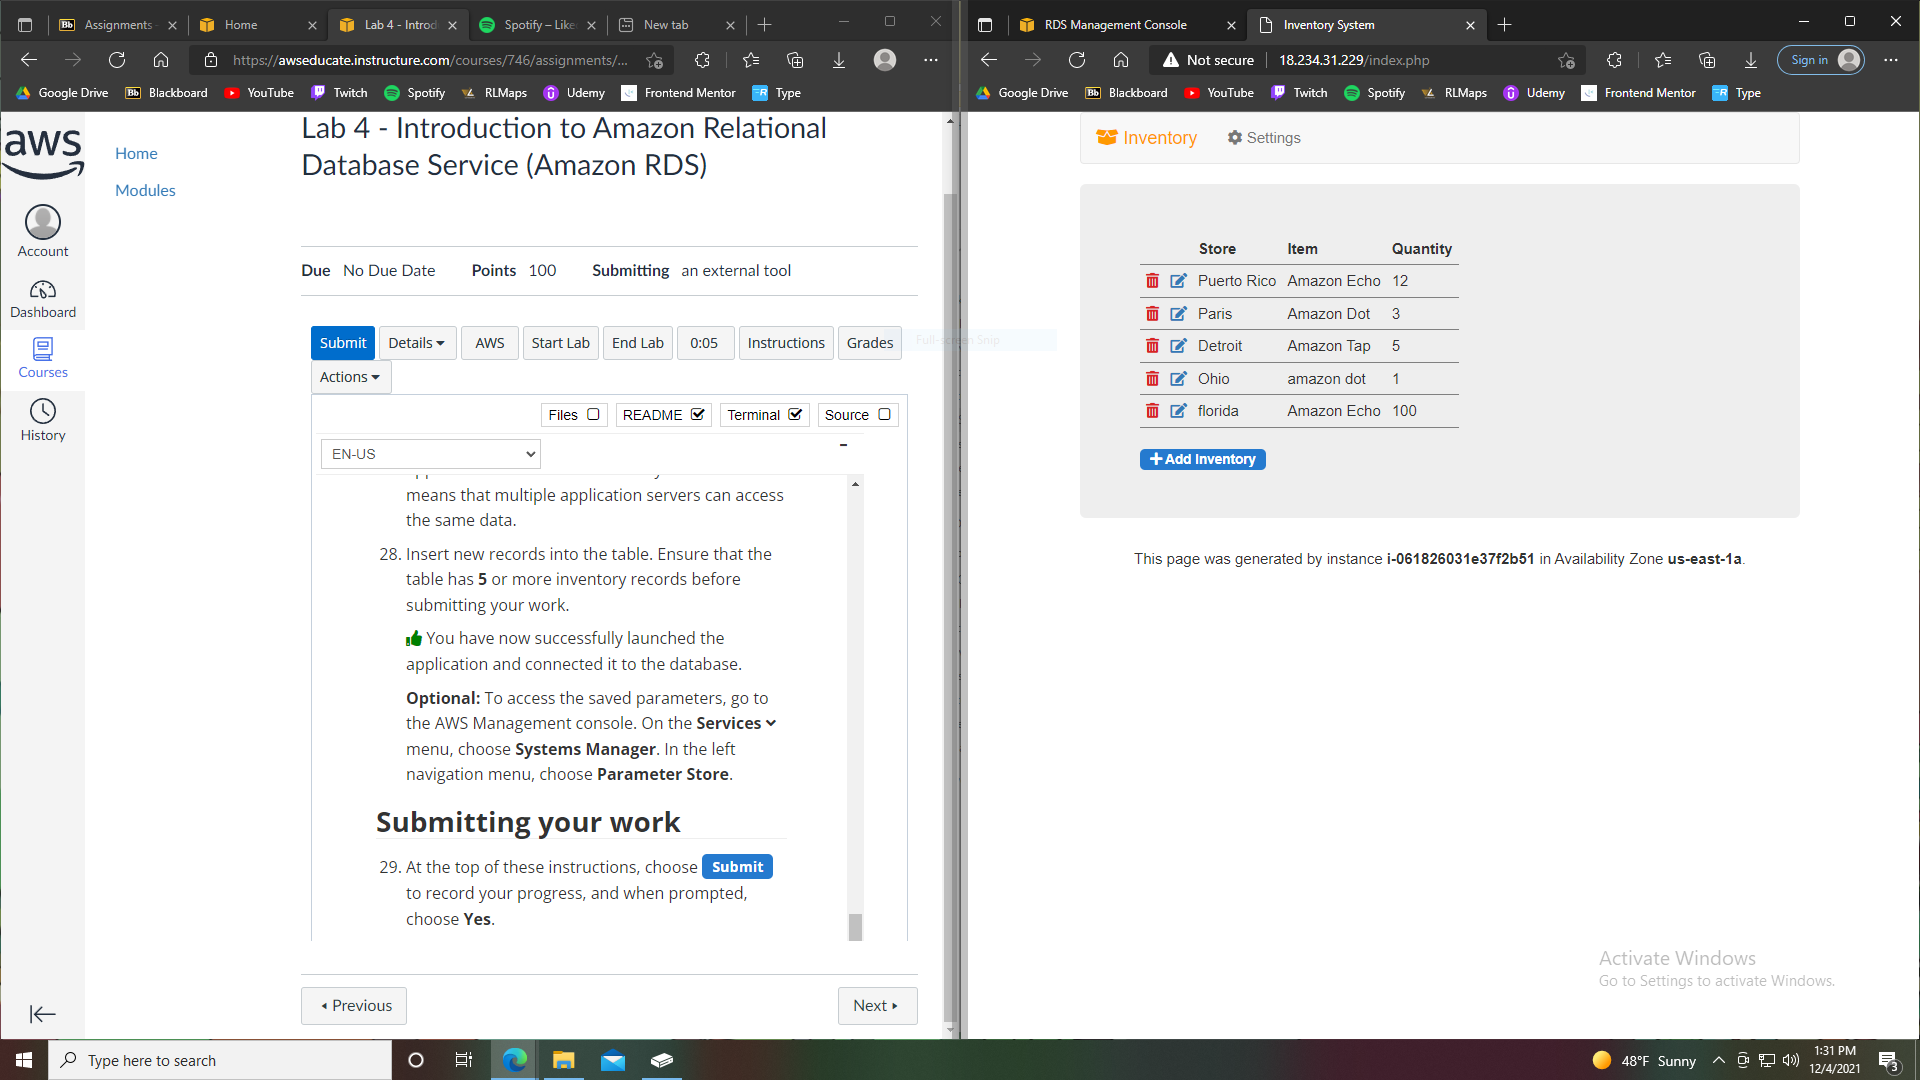 Assignments
Home
Lab 4 - Introd
Spotify – Like
New tab
https://awseducate.instructure.com/courses/746/assignments/...
Google Drive
Blackboard
YouTube
Twitch
Spotify
RLMaps
Udemy
Frontend Mentor
Type
aws
Account
Dashboard
Courses
History
Home
Modules
Lab 4 - Introduction to Amazon Relational
Database Service (Amazon RDS)
Due No Due Date Points 100 Submitting an external tool
Submit Details AWS Start Lab End Lab 0:05 Instructions Grades
Actions
Files README Terminal Source
EN-US
means that multiple application servers can access
the same data.
28. Insert new records into the table. Ensure that the
table has 5 or more inventory records before
submitting your work.
You have now successfully launched the
application and connected it to the database.
Optional: To access the saved parameters, go to
the AWS Management console. On the Services
menu, choose Systems Manager. In the left
navigation menu, choose Parameter Store.
Submitting your work
29. At the top of these instructions, choose Submit
to record your progress, and when prompted,
choose Yes.
Previous
Next
RDS Management Console
Inventory System
Not secure 18.234.31.229/index.php
Sign in
Google Drive
Blackboard
YouTube
Twitch
Spotify
RLMaps
Udemy
Frontend Mentor
Type
Inventory
Settings
Full-screen Snip
Store Item Quantity
Puerto Rico Amazon Echo 12
Paris Amazon Dot 3
Detroit Amazon Tap 5
Ohio amazon dot 1
florida Amazon Echo 100
Add Inventory
This page was generated by instance i-061826031e37f2b51 in Availability Zone us-east-1a.
Activate Windows
Go to Settings to activate Windows.
Type here to search
48°F Sunny
1:31 PM
12/4/2021
3